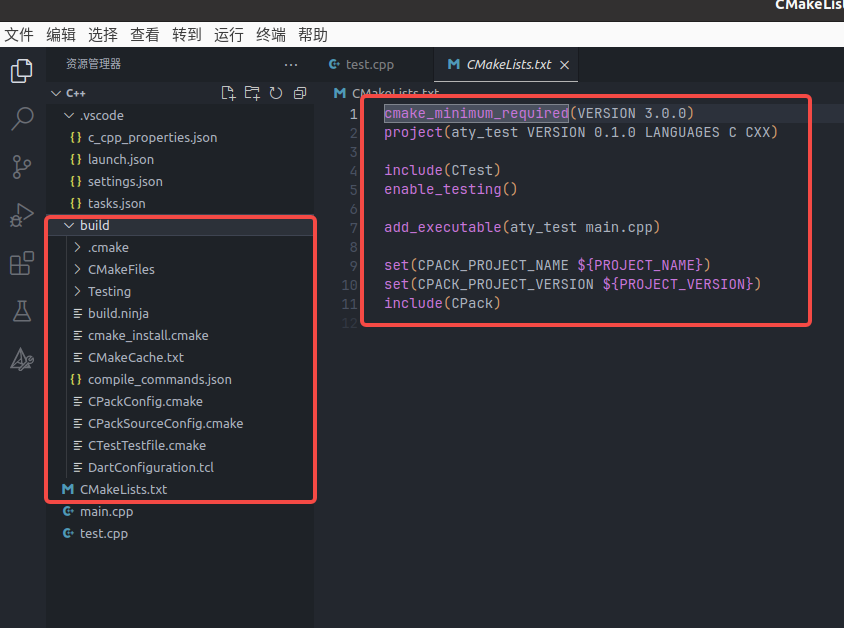 CMakeLis
文件 编辑 选择 查看 转到 运行 终端 帮助
资源管理器 ···
C++
.vscode
{} c_cpp_properties.json
{} launch.json
{} settings.json
{} tasks.json
build
.cmake
CMakeFiles
Testing
build.ninja
cmake_install.cmake
CMakeCache.txt
{} compile_commands.json
CPackConfig.cmake
CPackSourceConfig.cmake
CTestTestfile.cmake
DartConfiguration.tcl
M CMakeLists.txt
main.cpp
test.cpp
test.cpp M CMakeLists.txt ×
M CMakeLists.txt
1 cmake_minimum_required(VERSION 3.0.0)
2 project(aty_test VERSION 0.1.0 LANGUAGES C CXX)
3
4 include(CTest)
5 enable_testing()
6
7 add_executable(aty_test main.cpp)
8
9 set(CPACK_PROJECT_NAME ${PROJECT_NAME})
10 set(CPACK_PROJECT_VERSION ${PROJECT_VERSION})
11 include(CPack)
12